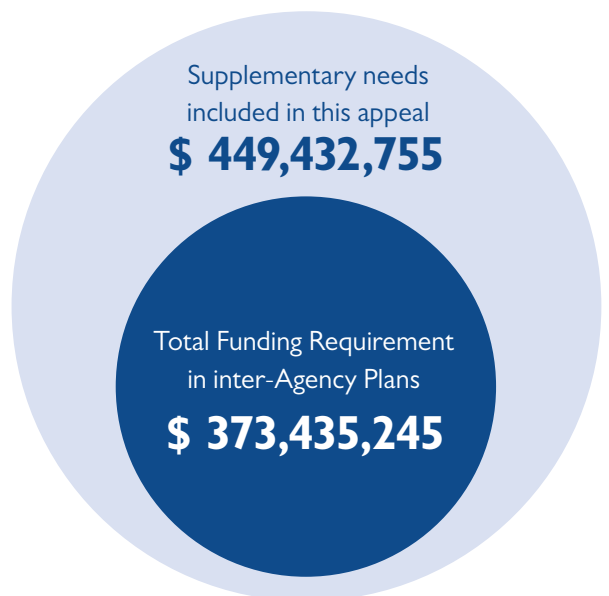 Supplementary needs
included in this appeal
$ 449,432,755
Total Funding Requirement
in inter-Agency Plans
$ 373,435,245